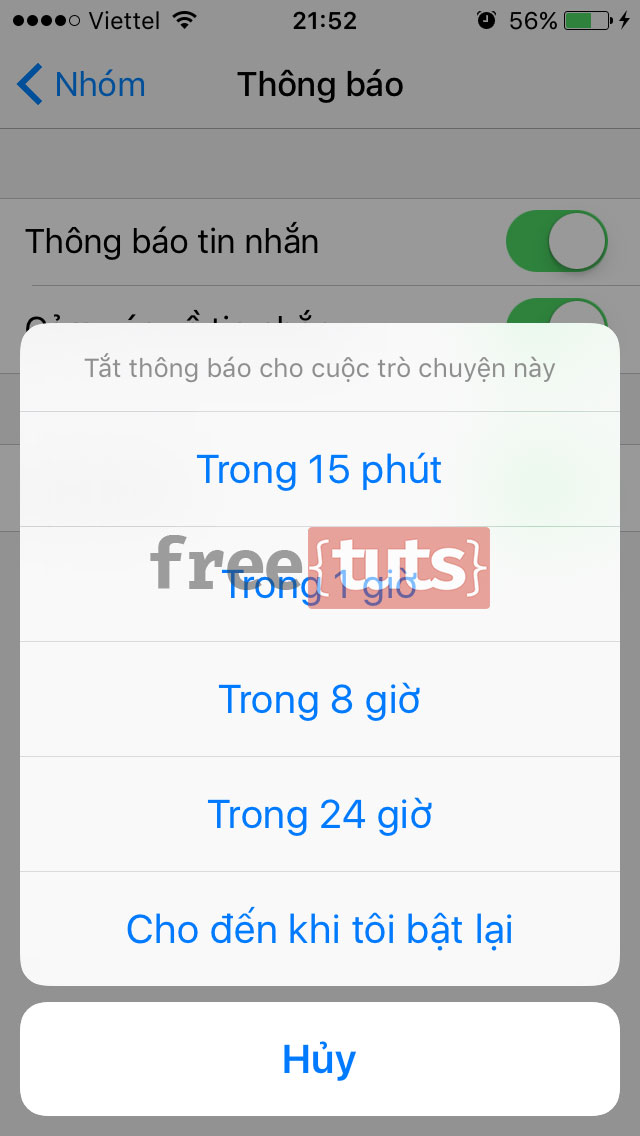 Viettel 21:52 56%
Nhóm Thông báo
Thông báo tin nhắn
Tắt thông báo cho cuộc trò chuyện này
Trong 15 phút
free{tuts}
Trong 1 giờ
Trong 8 giờ
Trong 24 giờ
Cho đến khi tôi bật lại
Hủy